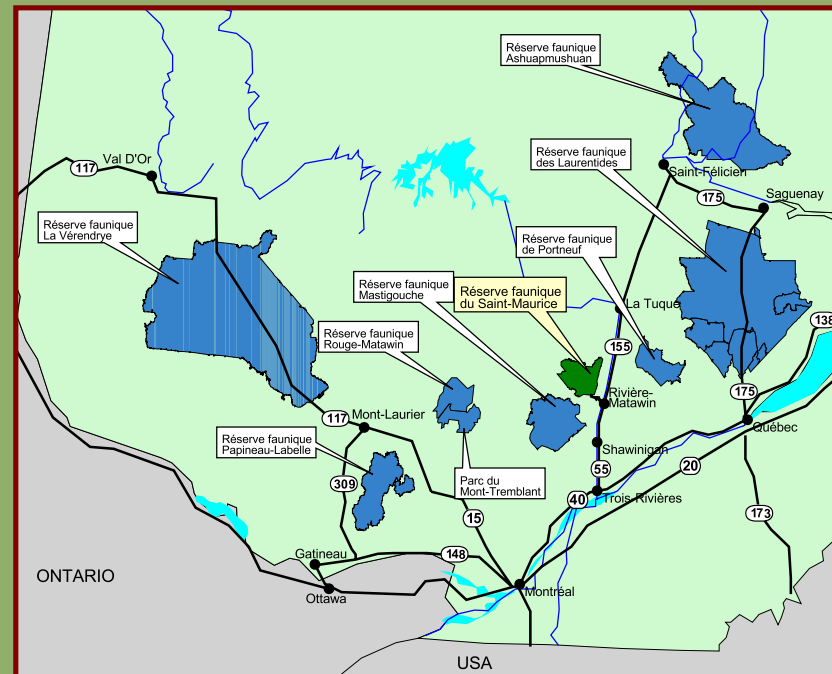 Réserve faunique
Ashuapmushuan
Réserve faunique
des Laurentides
Val D'Or
117
Saint-Félicien
175
Saguenay
Réserve faunique
La Vérendrye
Réserve faunique
de Portneuf
Réserve faunique
Mastigouche
Réserve faunique
du Saint-Maurice
La Tuque
138
Réserve faunique
Rouge-Matawin
155
Rivière-
Matawin
175
117
Mont-Laurier
Québec
Réserve faunique
Papineau-Labelle
Shawinigan
Parc du
Mont-Tremblant
55
20
309
40
Trois-Rivières
15
173
Gatineau
148
ONTARIO
Ottawa
Montréal
USA